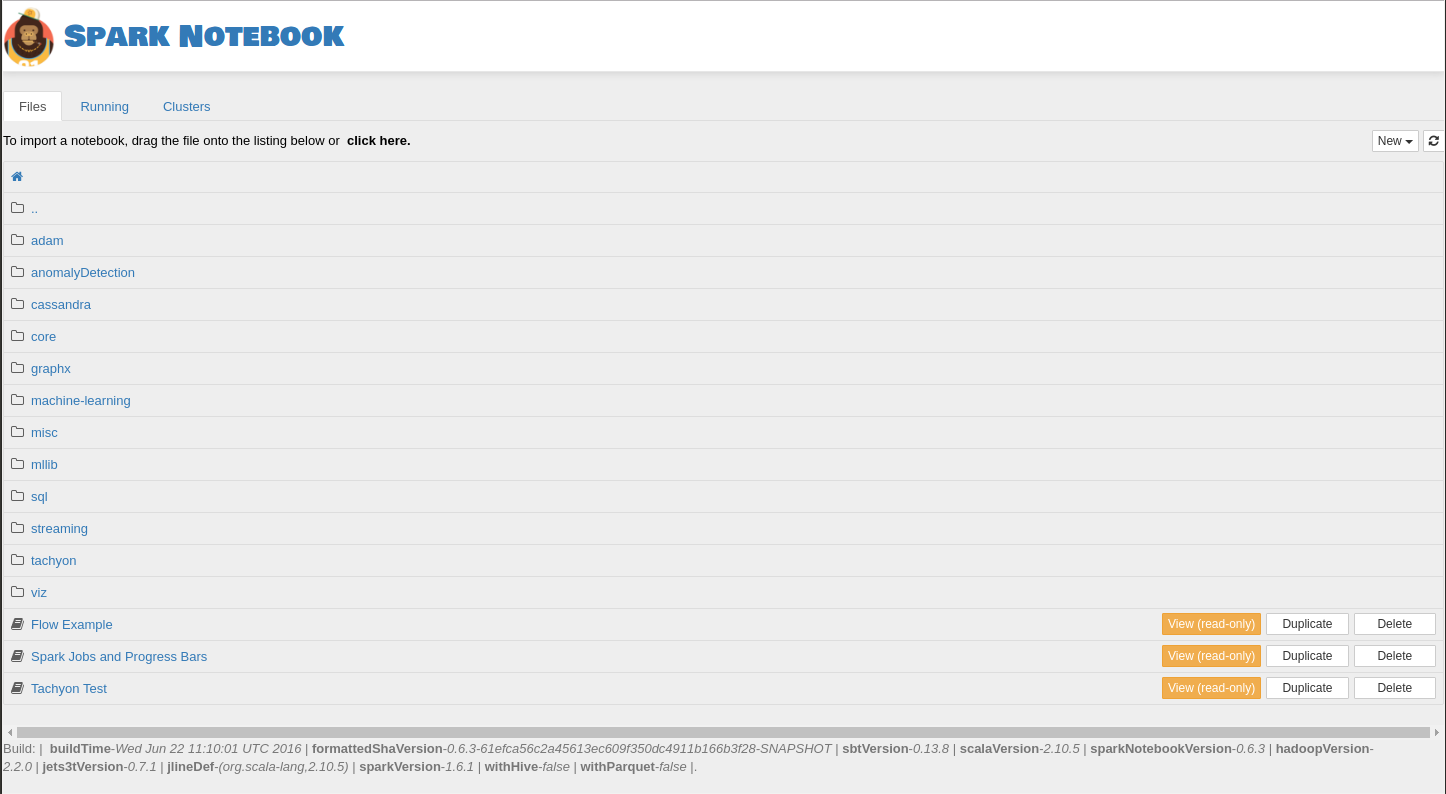 Spark Notebook
Files Running Clusters
To import a notebook, drag the file onto the listing below or click here. New
..
adam
anomalyDetection
cassandra
core
graphx
machine-learning
misc
mllib
sql
streaming
tachyon
viz
Flow Example View (read-only) Duplicate Delete
Spark Jobs and Progress Bars View (read-only) Duplicate Delete
Tachyon Test View (read-only) Duplicate Delete
Build: | buildTime-Wed Jun 22 11:10:01 UTC 2016 | formattedShaVersion-0.6.3-61efca56c2a45613ec609f350dc4911b166b3f28-SNAPSHOT | sbtVersion-0.13.8 | scalaVersion-2.10.5 | sparkNotebookVersion-0.6.3 | hadoopVersion-
2.2.0 | jets3tVersion-0.7.1 | jlineDef-(org.scala-lang,2.10.5) | sparkVersion-1.6.1 | withHive-false | withParquet-false |.